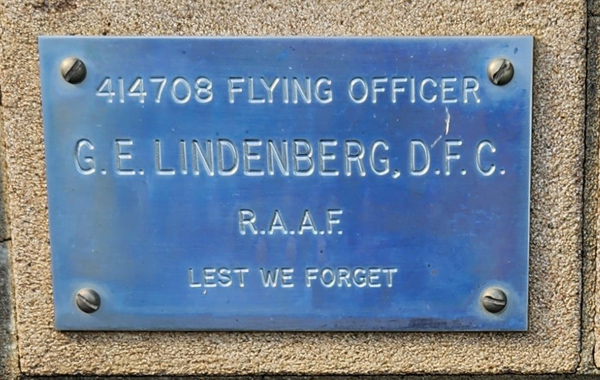 414708 FLYING OFFICER
G. E. LINDENBERG, D.F.C.
R.A.A.F.
LEST WE FORGET